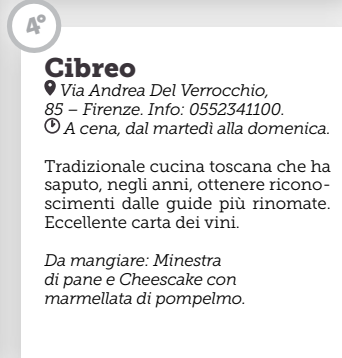 4°
Cibreo
Via Andrea Del Verrocchio,
85 – Firenze. Info: 0552341100.
A cena, dal martedì alla domenica.
Tradizionale cucina toscana che ha
saputo, negli anni, ottenere ricono-
scimenti dalle guide più rinomate.
Eccellente carta dei vini.
Da mangiare: Minestra
di pane e Cheescake con
marmellata di pompelmo.